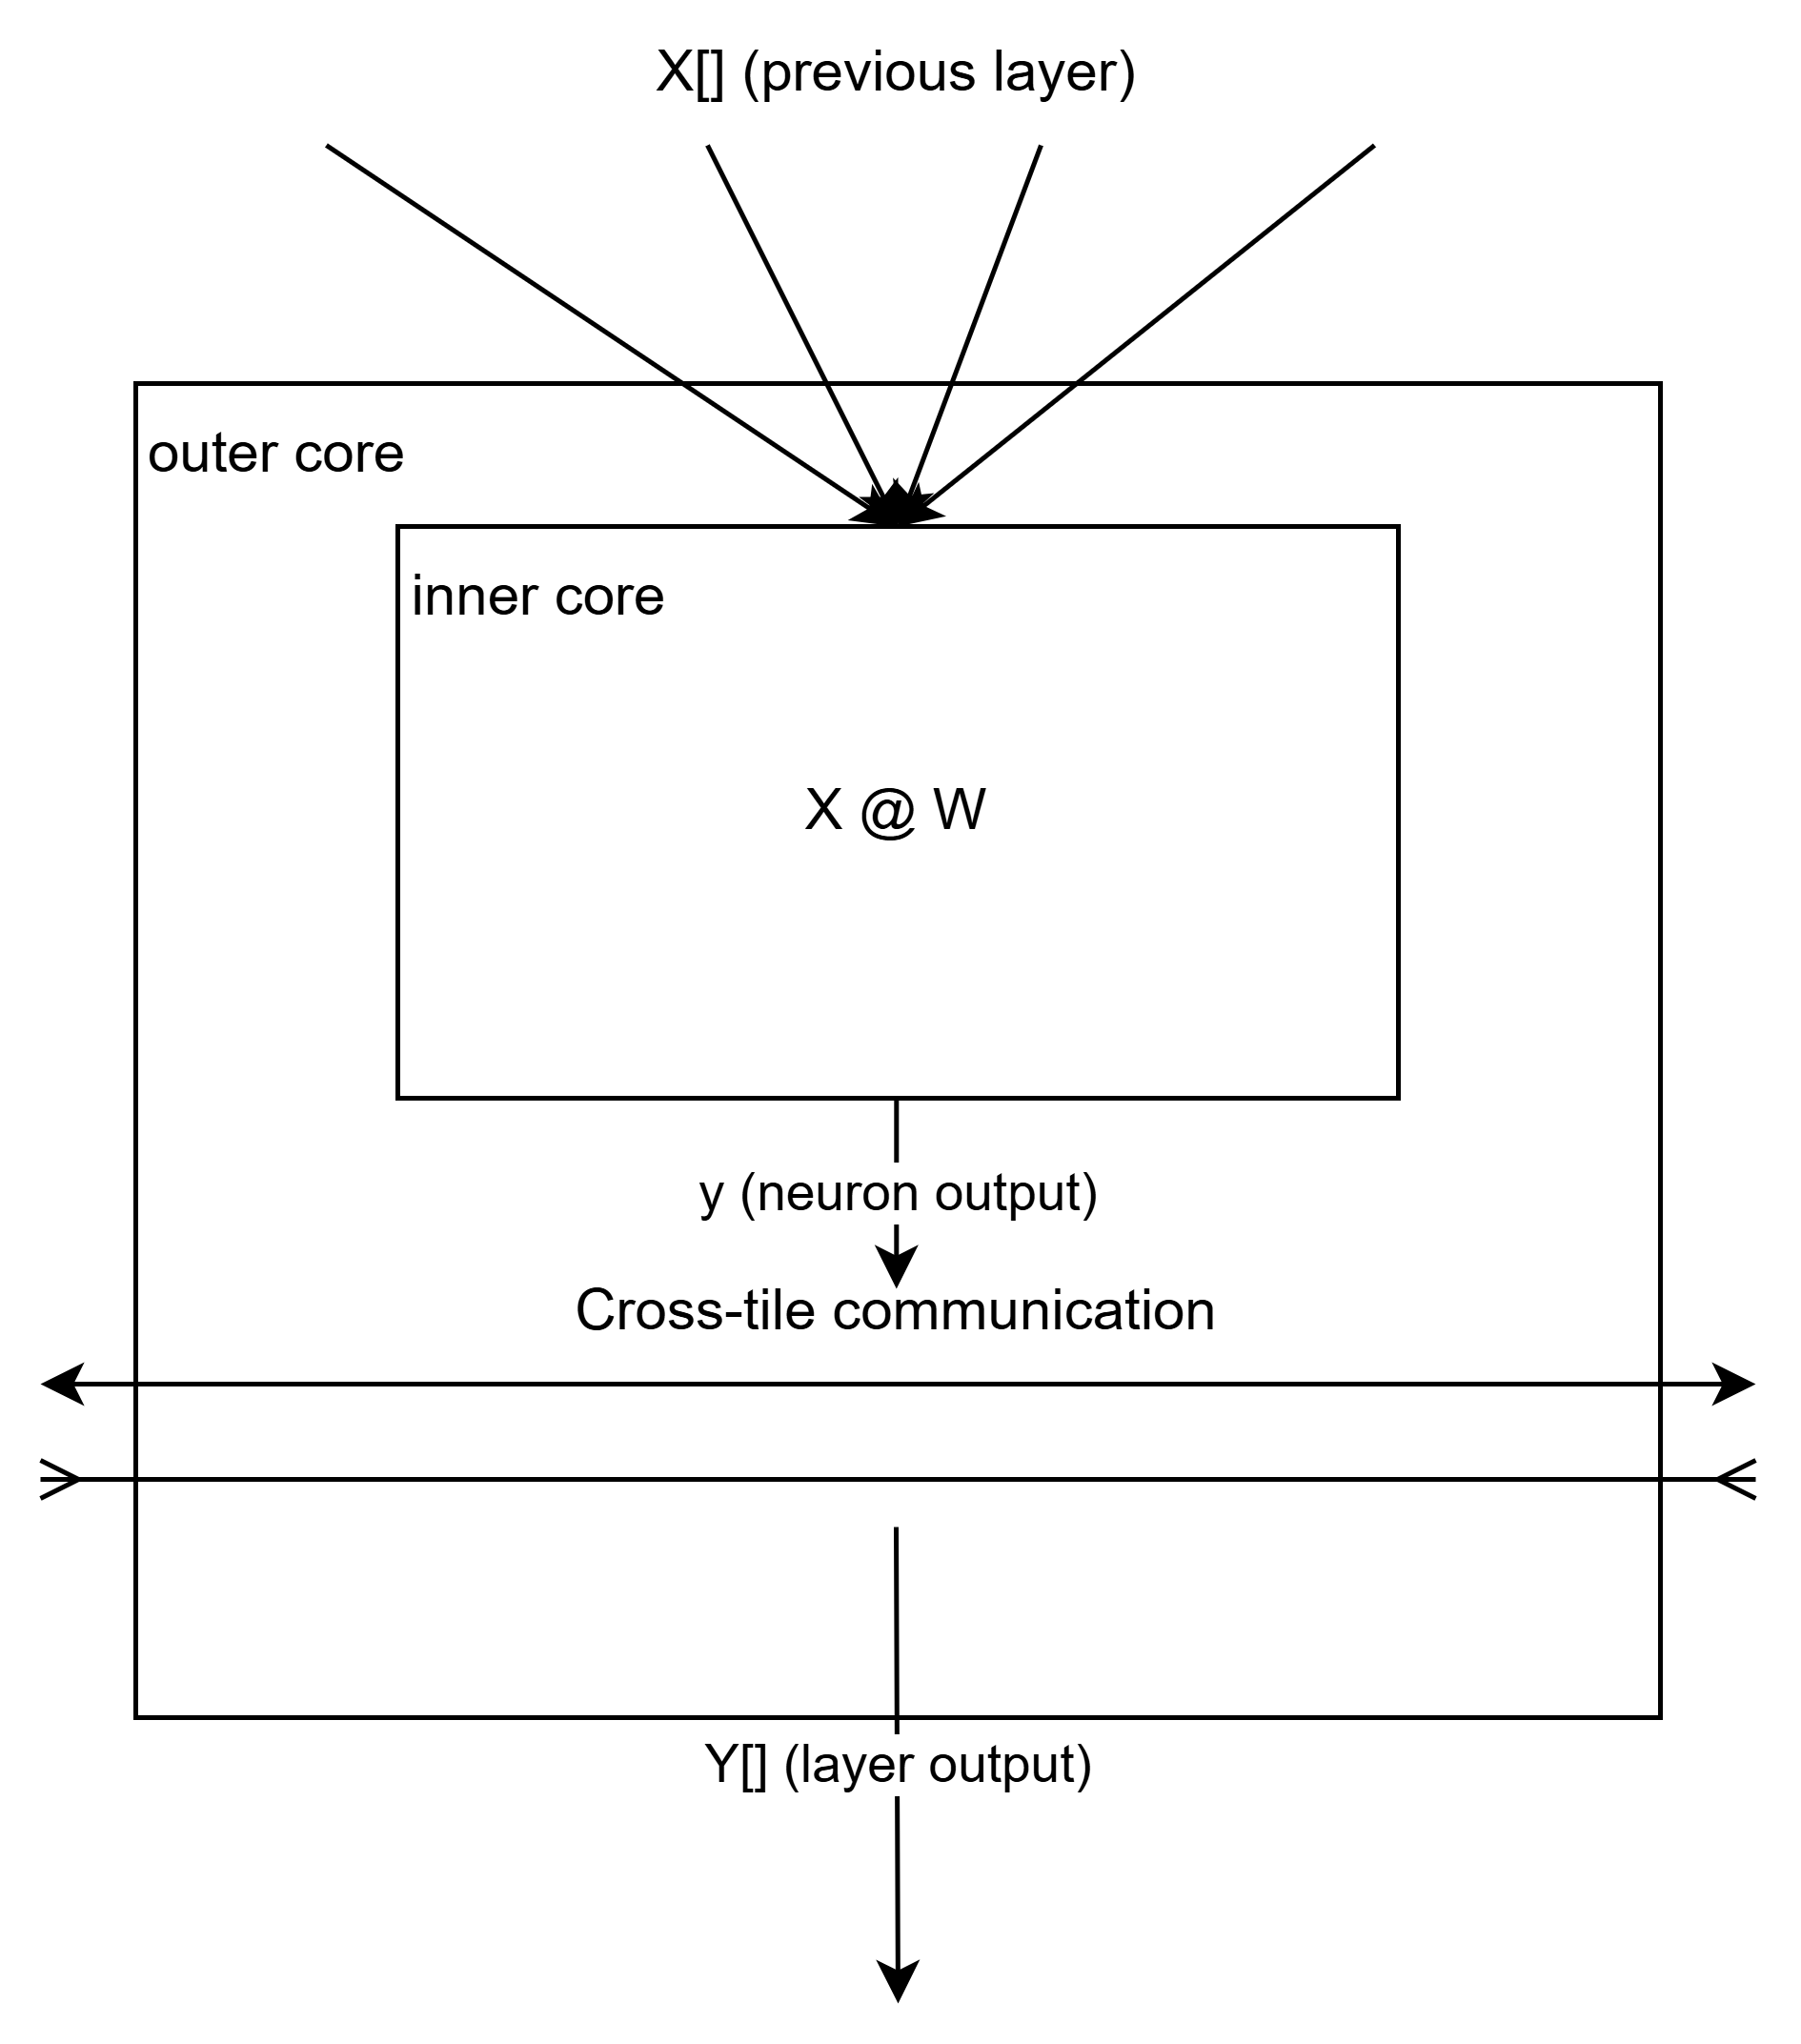 X[] (previous layer)
outer core
inner core
X @ W
y (neuron output)
Cross-tile communication
Y[] (layer output)